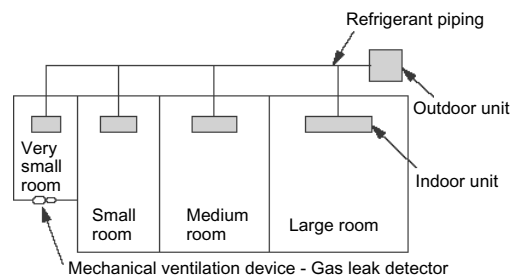 Refrigerant piping
Outdoor unit
Indoor unit
Very
small
room
Small
room
Medium
room
Large room
Mechanical ventilation device - Gas leak detector